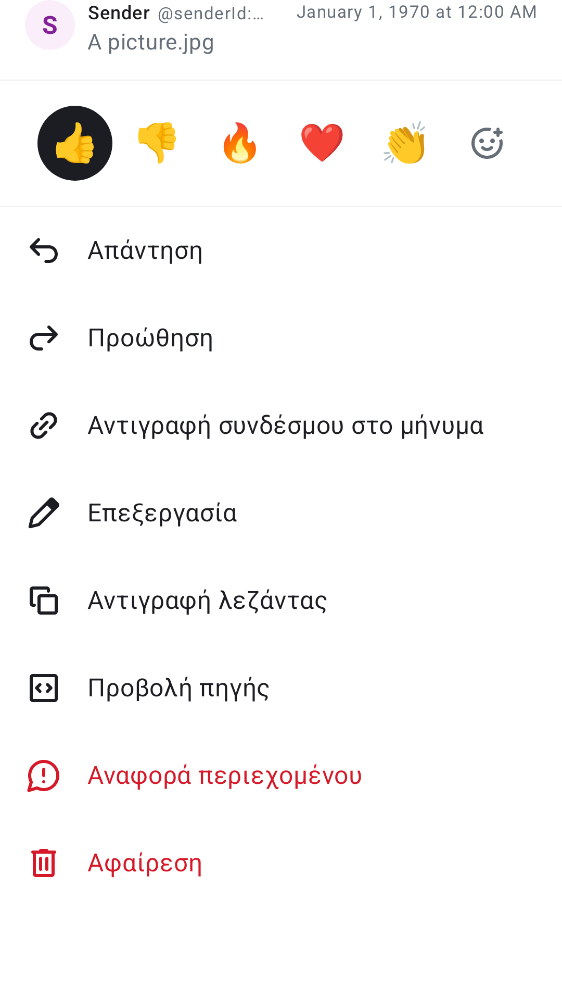 S
Sender @senderId:… January 1, 1970 at 12:00 AM
A picture.jpg
Απάντηση
Προώθηση
Αντιγραφή συνδέσμου στο μήνυμα
Επεξεργασία
Αντιγραφή λεζάντας
Προβολή πηγής
Αναφορά περιεχομένου
Αφαίρεση